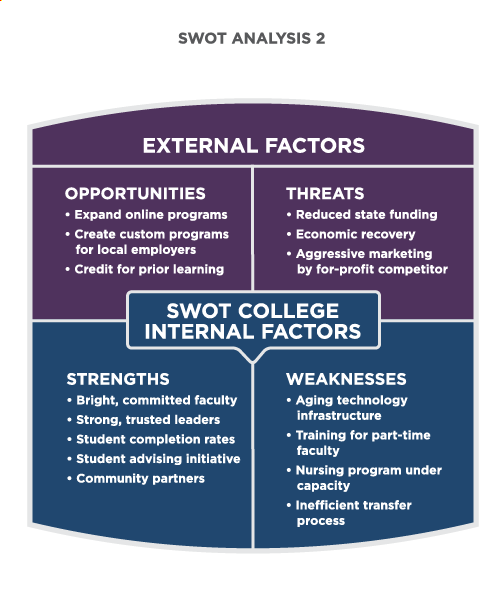 SWOT ANALYSIS 2
EXTERNAL FACTORS
OPPORTUNITIES
• Expand online programs
• Create custom programs
for local employers
• Credit for prior learning
THREATS
• Reduced state funding
• Economic recovery
• Aggressive marketing
by for-profit competitor
SWOT COLLEGE
INTERNAL FACTORS
STRENGTHS
• Bright, committed faculty
• Strong, trusted leaders
• Student completion rates
• Student advising initiative
• Community partners
WEAKNESSES
• Aging technology
infrastructure
• Training for part-time
faculty
• Nursing program under
capacity
• Inefficient transfer
process